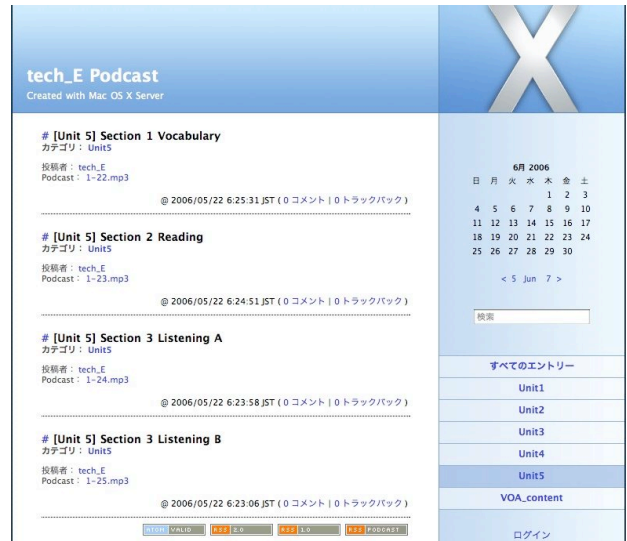 tech_E Podcast
Created with Mac OS X Server
# [Unit 5] Section 1 Vocabulary
カテゴリ： Unit5
投稿者： tech_E
Podcast： 1-22.mp3
@ 2006/05/22 6:25:31 JST ( 0 コメント | 0 トラックバック )
# [Unit 5] Section 2 Reading
カテゴリ： Unit5
投稿者： tech_E
Podcast： 1-23.mp3
@ 2006/05/22 6:24:51 JST ( 0 コメント | 0 トラックバック )
# [Unit 5] Section 3 Listening A
カテゴリ： Unit5
投稿者： tech_E
Podcast： 1-24.mp3
@ 2006/05/22 6:23:58 JST ( 0 コメント | 0 トラックバック )
# [Unit 5] Section 3 Listening B
カテゴリ： Unit5
投稿者： tech_E
Podcast： 1-25.mp3
@ 2006/05/22 6:23:06 JST ( 0 コメント | 0 トラックバック )
ATOM VALID RSS 2.0 RSS 1.0 RSS PODCAST
X
6月 2006
日 月 火 水 木 金 土
1 2 3
4 5 6 7 8 9 10
11 12 13 14 15 16 17
18 19 20 21 22 23 24
25 26 27 28 29 30
< 5 Jun 7 >
検索
すべてのエントリー
Unit1
Unit2
Unit3
Unit4
Unit5
VOA_content
ログイン